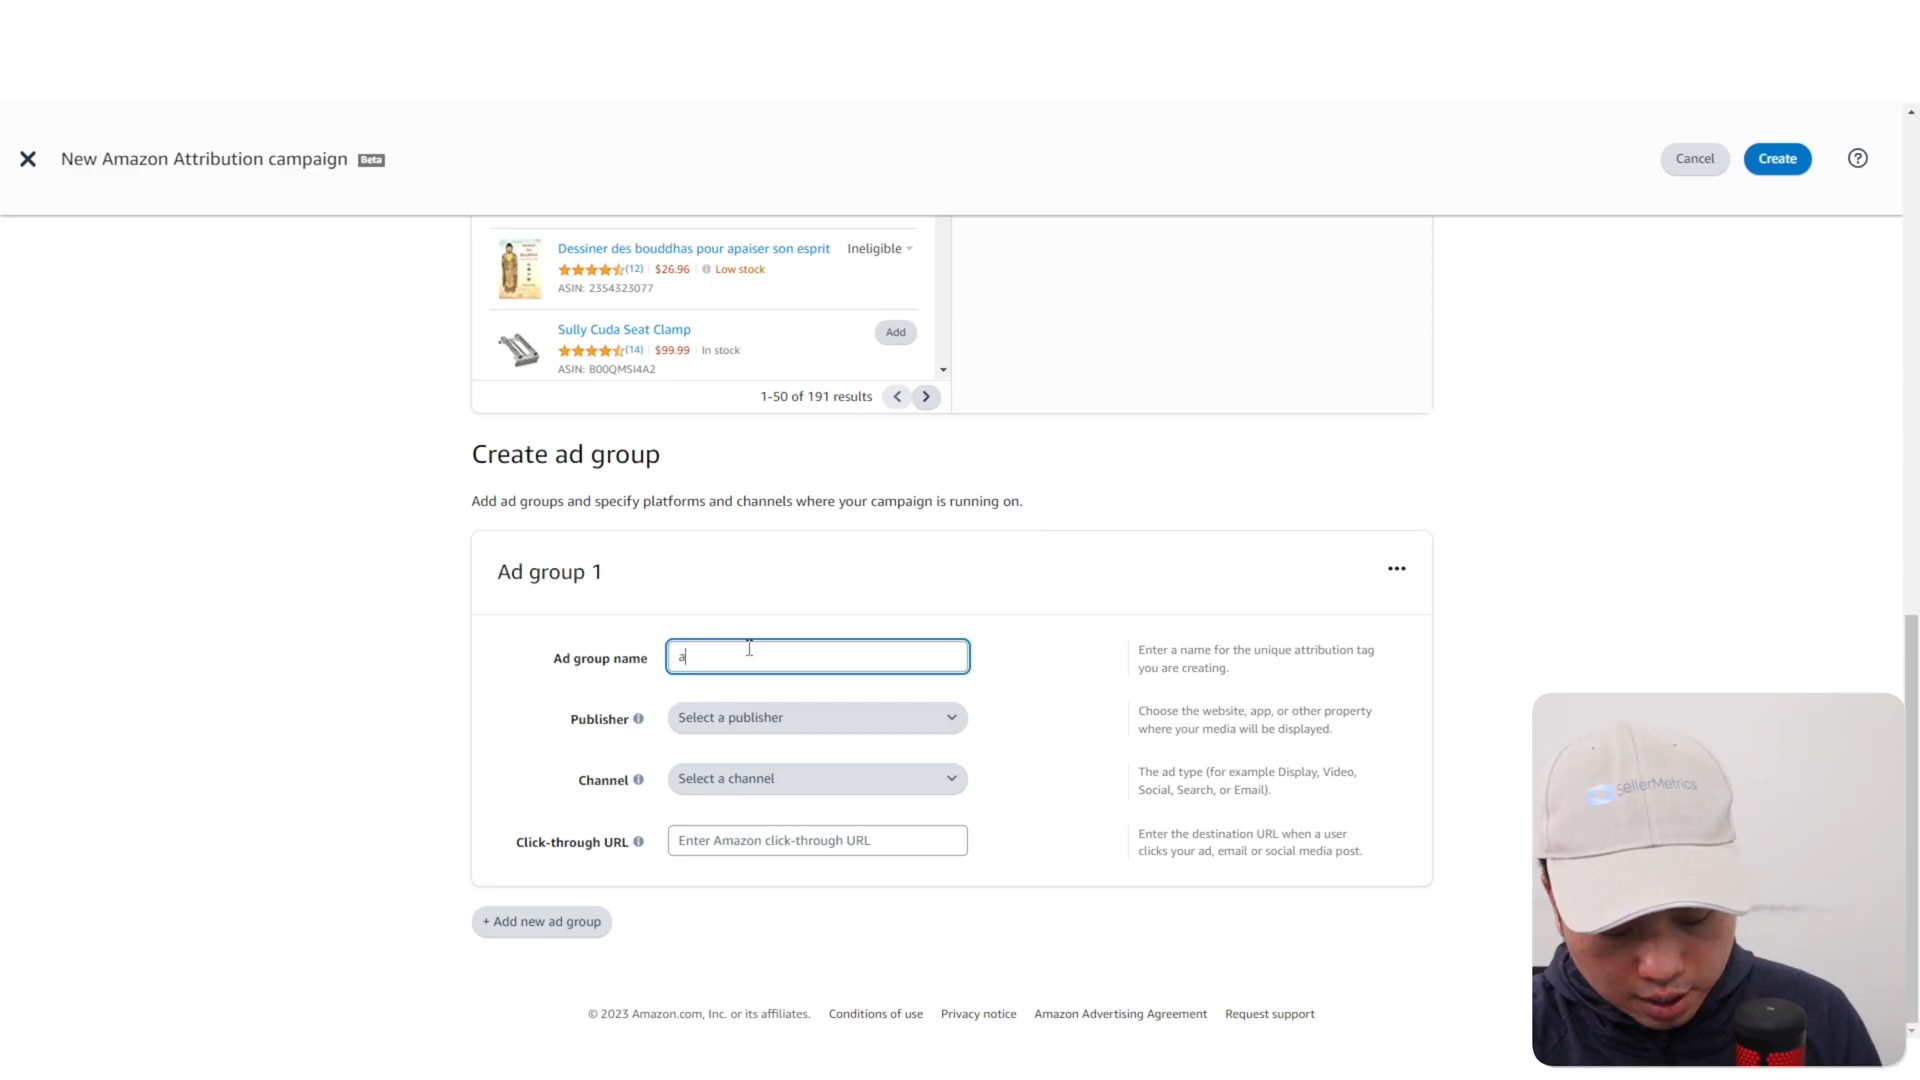 New Amazon Attribution campaign Beta
Cancel
Create
Dessiner des bouddhas pour apaiser son esprit
Ineligible
(12) $26.96 Low stock
ASIN: 2354323077
Sully Cuda Seat Clamp
Add
(14) $99.99 In stock
ASIN: B00QMSI4A2
1-50 of 191 results
Create ad group
Add ad groups and specify platforms and channels where your campaign is running on.
Ad group 1
Ad group name
a
Enter a name for the unique attribution tag
you are creating.
Publisher
Select a publisher
Choose the website, app, or other property
where your media will be displayed.
Channel
Select a channel
The ad type (for example Display, Video,
Social, Search, or Email).
Click-through URL
Enter Amazon click-through URL
Enter the destination URL when a user
clicks your ad, email or social media post.
+ Add new ad group
© 2023 Amazon.com, Inc. or its affiliates. Conditions of use Privacy notice Amazon Advertising Agreement Request support
SellerMetrics